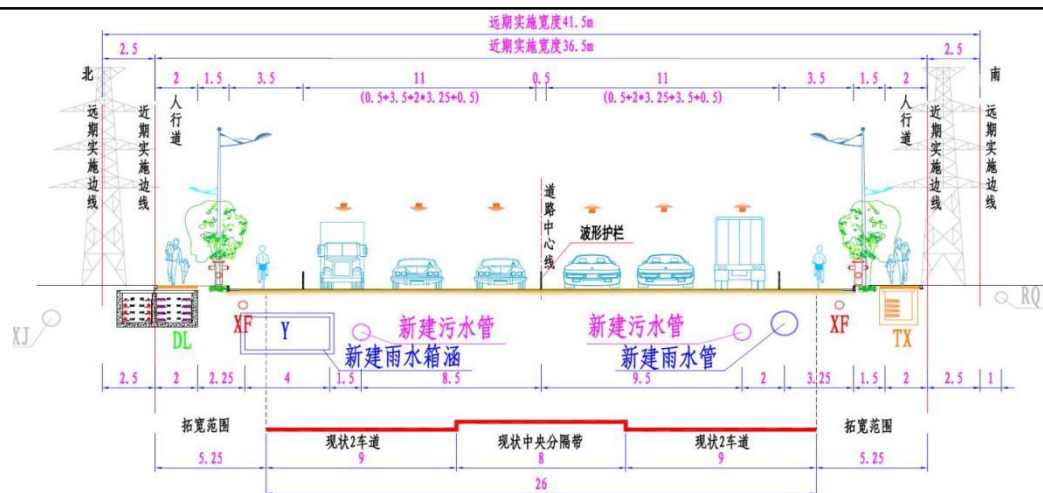 远期实施宽度41.5m
2.5 近期实施宽度36.5m 2.5
北 2 1.5 3.5 11 0.5 11 3.5 1.5 2 南
(0.5+3.5+2*3.25+0.5) (0.5+2*3.25+3.5+0.5)
远期实施边线
近期实施边线
人行道
道路中心线
波形护栏
人行道
近期实施边线
远期实施边线
XJ DL XF Y 新建污水管 新建污水管 XF TX RQ
新建雨水箱涵 新建雨水管
2.5 2 2.25 4 1.5 8.5 9.5 2 3.25 1.5 2 2.5 1
拓宽范围 现状2车道 现状中央分隔带 现状2车道 拓宽范围
5.25 9 8 9 5.25
26